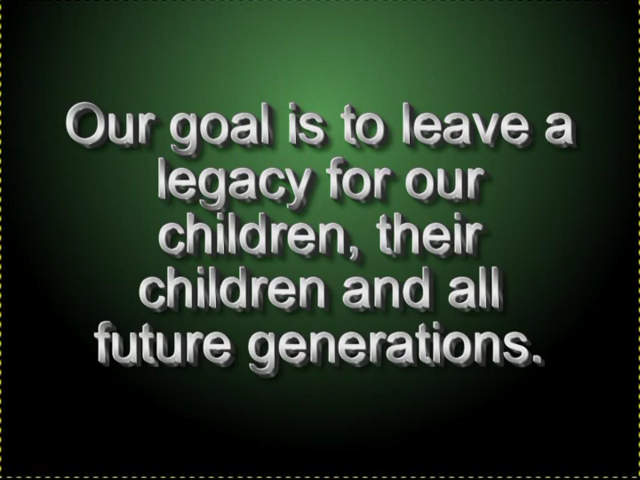 Our goal is to leave a
legacy for our
children, their
children and all
future generations.